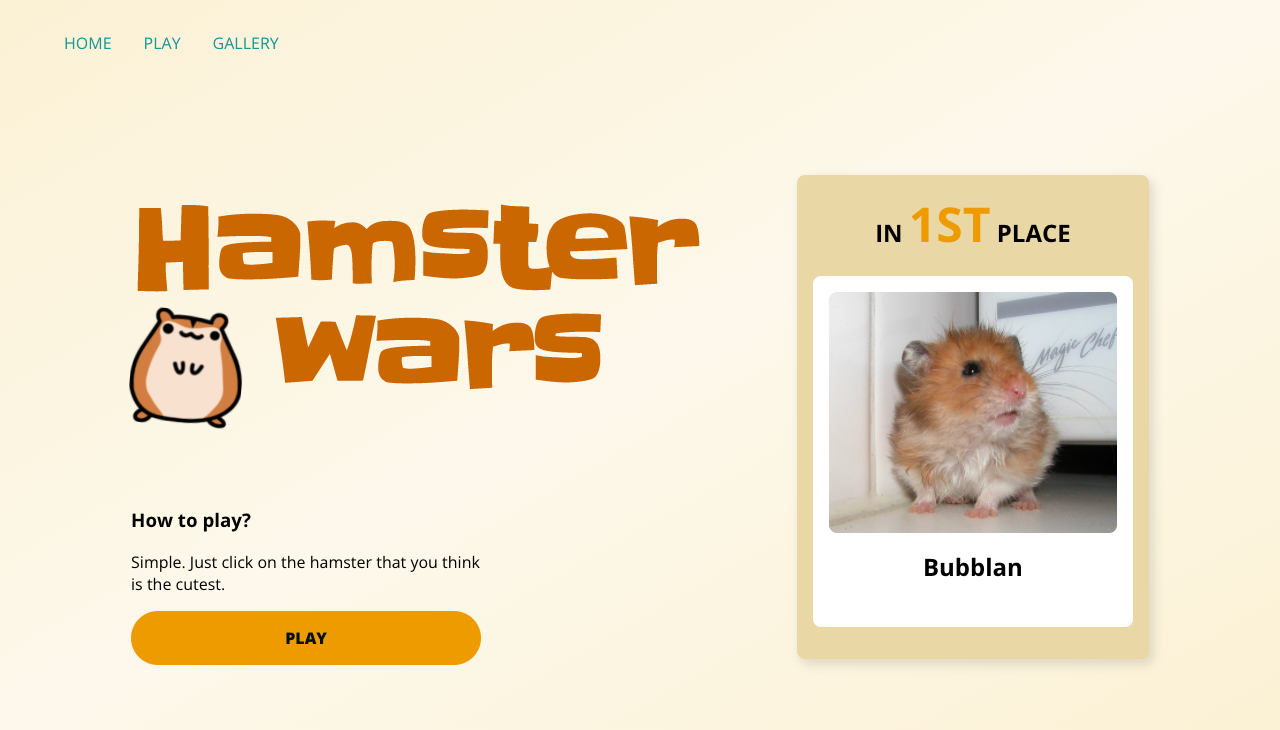 HOME PLAY GALLERY
Hamster
wars
How to play?
Simple. Just click on the hamster that you think
is the cutest.
PLAY
IN 1ST PLACE
Magic Chef
Bubblan